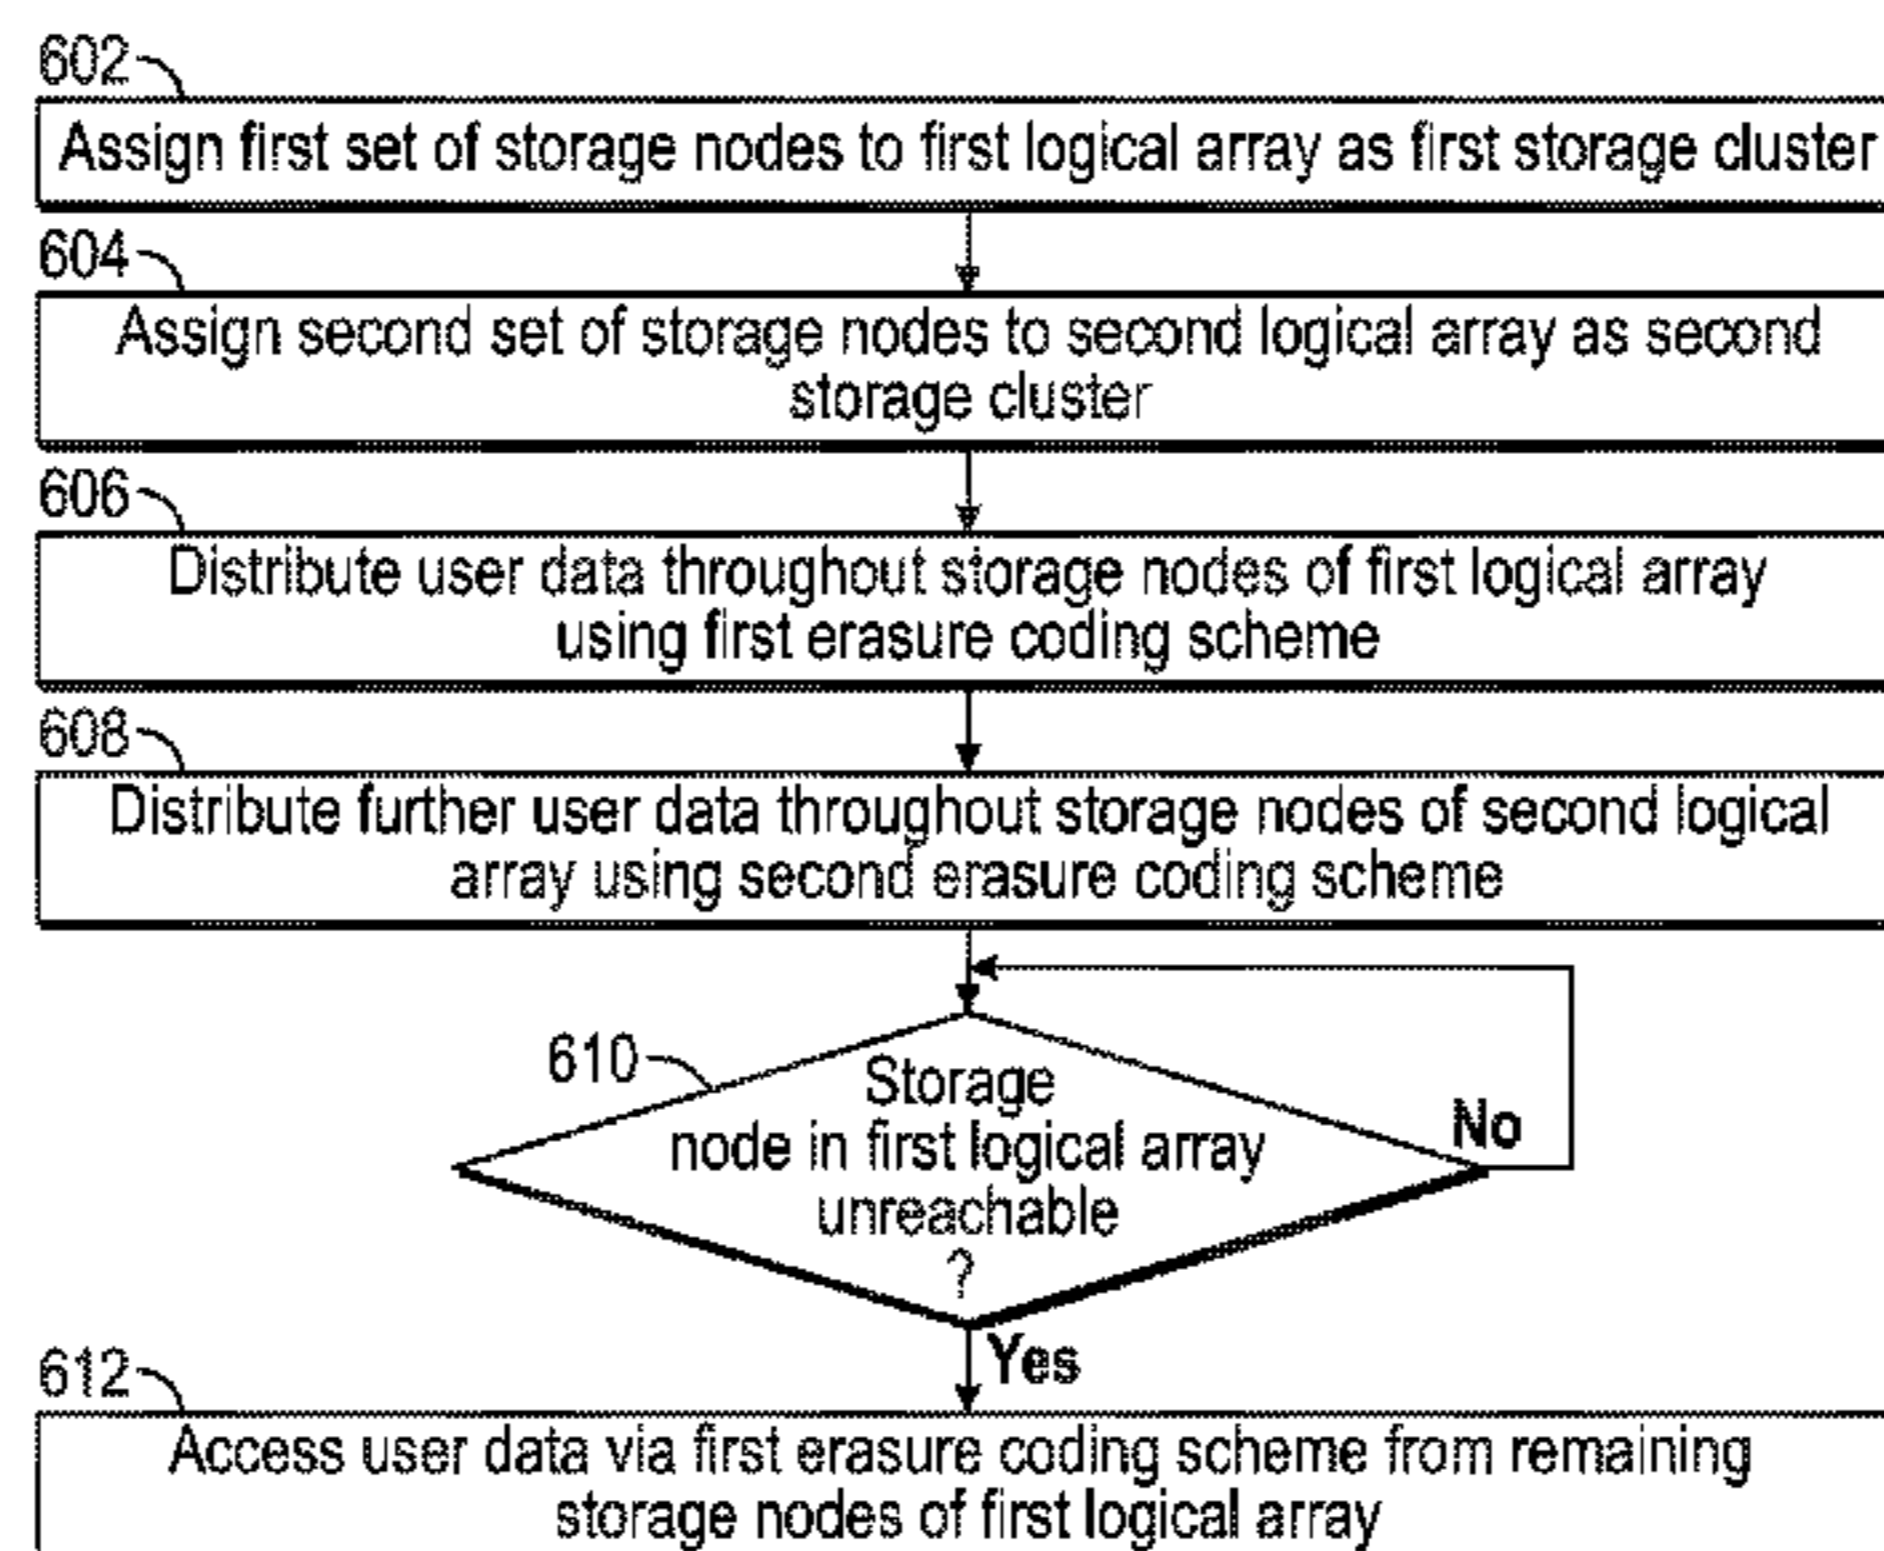 602
Assign first set of storage nodes to first logical array as first storage cluster
604
Assign second set of storage nodes to second logical array as second
storage cluster
606
Distribute user data throughout storage nodes of first logical array
using first erasure coding scheme
608
Distribute further user data throughout storage nodes of second logical
array using second erasure coding scheme
610
Storage
node in first logical array
unreachable
?
No
Yes
612
Access user data via first erasure coding scheme from remaining
storage nodes of first logical array